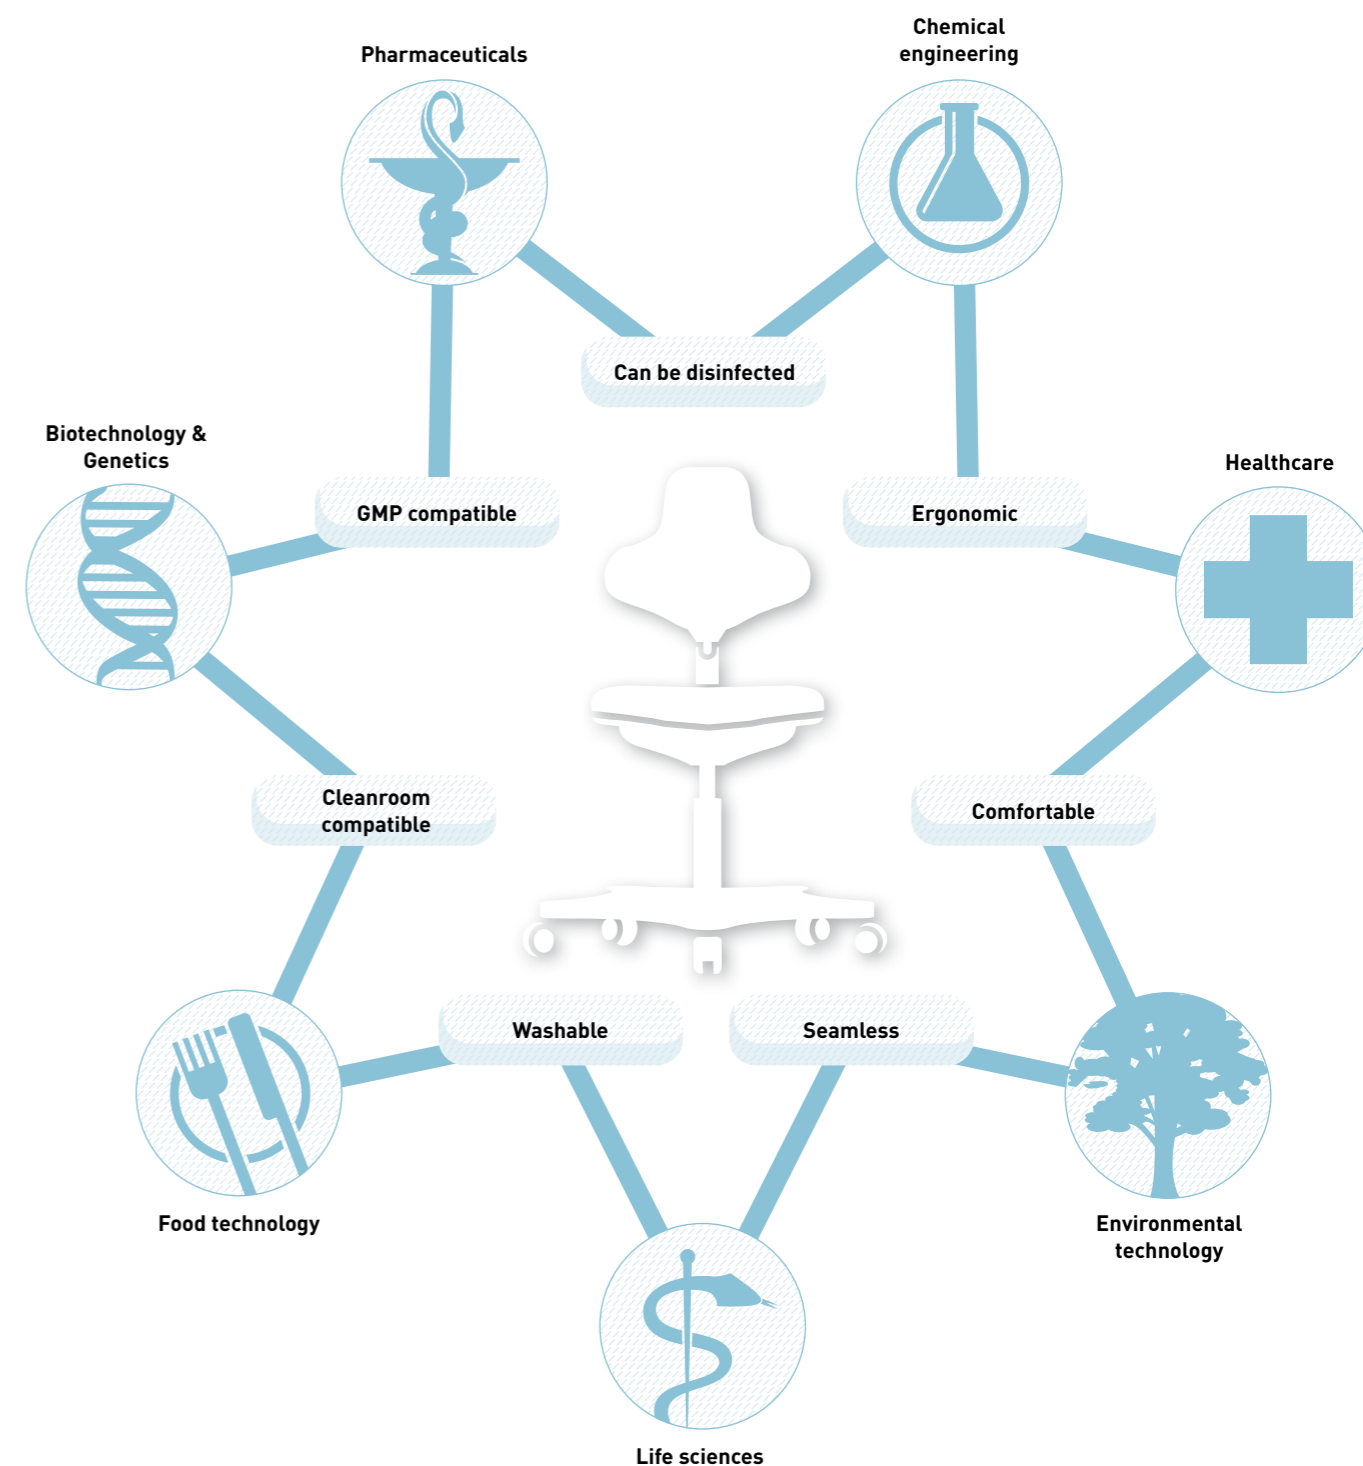 Chemical
engineering
Pharmaceuticals
Can be disinfected
Biotechnology &
Genetics
Healthcare
GMP compatible
Ergonomic
Cleanroom
compatible
Comfortable
Washable
Seamless
Food technology
Environmental
technology
Life sciences